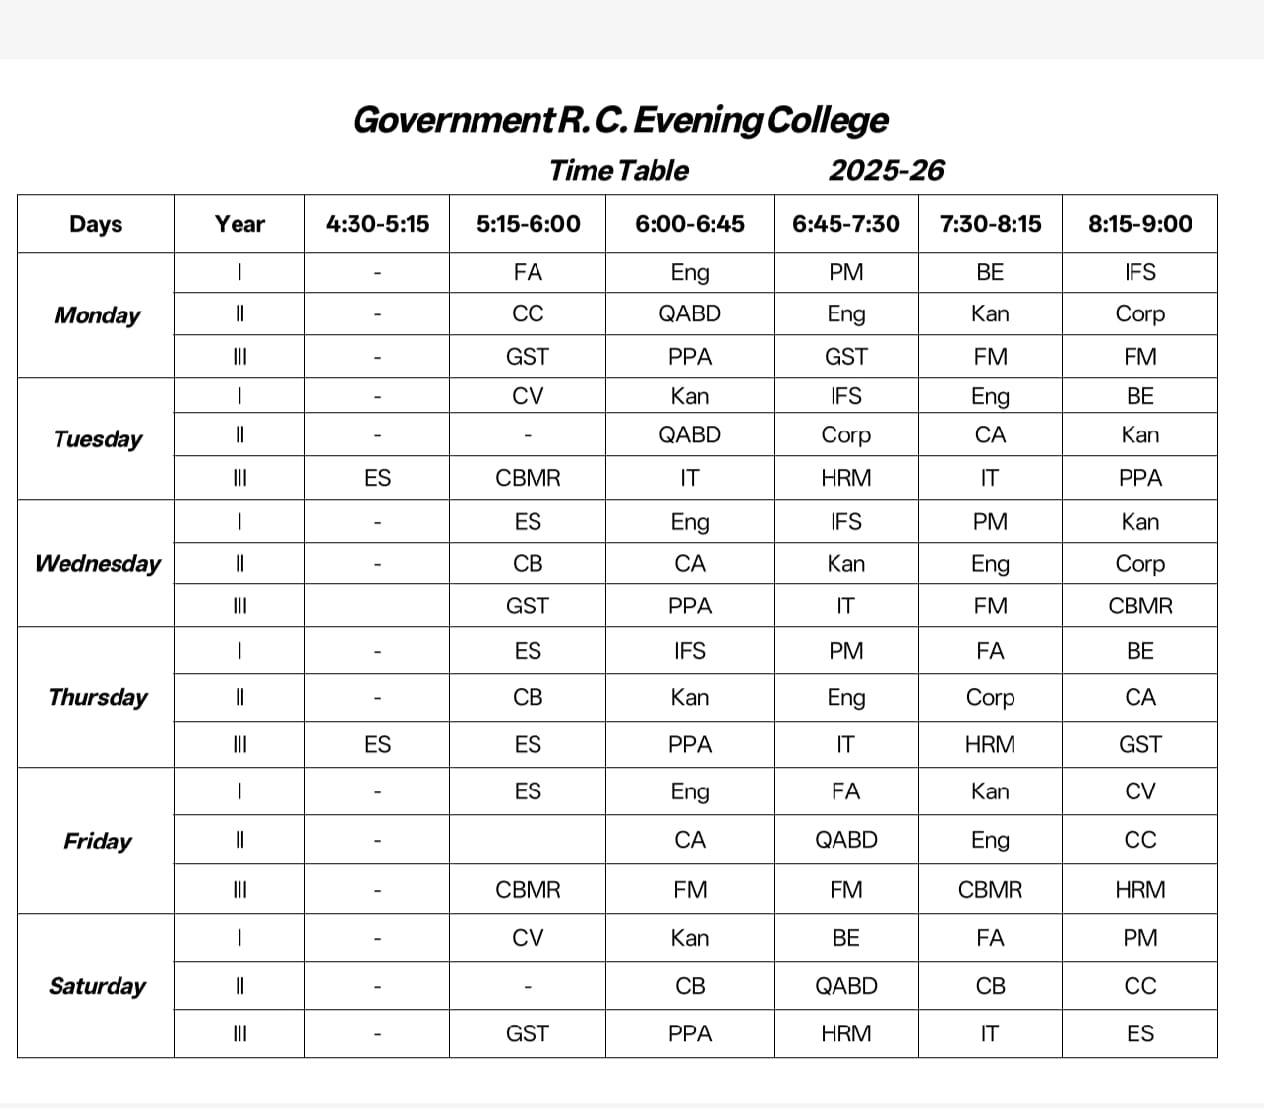 Government R. C. Evening College
Time Table 2025-26
Days Year 4:30-5:15 5:15-6:00 6:00-6:45 6:45-7:30 7:30-8:15 8:15-9:00
Monday
I - FA Eng PM BE IFS
II - CC QABD Eng Kan Corp
III - GST PPA GST FM FM
Tuesday
I - CV Kan IFS Eng BE
II - - QABD Corp CA Kan
III ES CBMR IT HRM IT PPA
Wednesday
I - ES Eng IFS PM Kan
II - CB CA Kan Eng Corp
III GST PPA IT FM CBMR
Thursday
I - ES IFS PM FA BE
II - CB Kan Eng Corp CA
III ES ES PPA IT HRM GST
Friday
I - ES Eng FA Kan CV
II - CA QABD Eng CC
III - CBMR FM FM CBMR HRM
Saturday
I - CV Kan BE FA PM
II - - CB QABD CB CC
III - GST PPA HRM IT ES